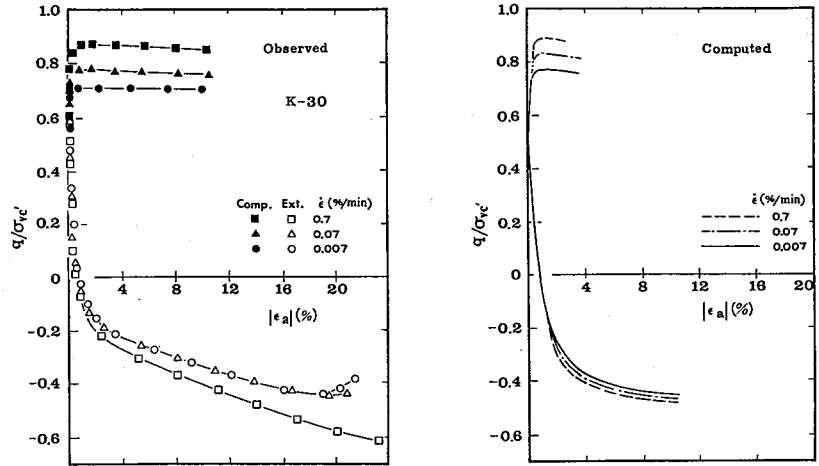 1.0
0.8
0.6
0.4
0.2
0
-0.2
-0.4
-0.6
q/σvc'
Observed
K-30
Comp. Ext. ε̇ (%/min)
0.7
0.07
0.007
4 8 12 16 20
|εa| (%)
1.0
0.8
0.6
0.4
0.2
0
-0.2
-0.4
-0.6
q/σvc'
Computed
ε̇ (%/min)
0.7
0.07
0.007
4 8 12 16 20
|εa| (%)